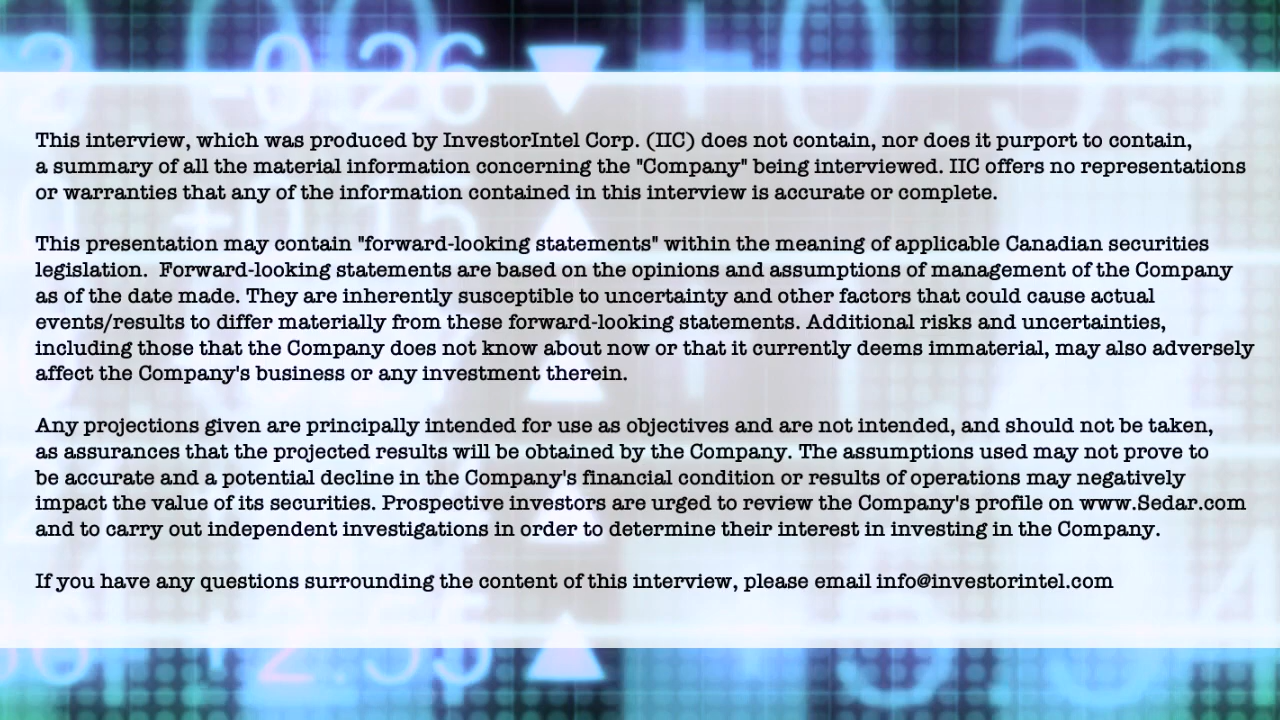 2 -0.26 ▼ +0.55
This interview, which was produced by InvestorIntel Corp. (IIC) does not contain, nor does it purport to contain,
a summary of all the material information concerning the "Company" being interviewed. IIC offers no representations
or warranties that any of the information contained in this interview is accurate or complete.
This presentation may contain "forward-looking statements" within the meaning of applicable Canadian securities
legislation.  Forward-looking statements are based on the opinions and assumptions of management of the Company
as of the date made. They are inherently susceptible to uncertainty and other factors that could cause actual
events/results to differ materially from these forward-looking statements. Additional risks and uncertainties,
including those that the Company does not know about now or that it currently deems immaterial, may also adversely
affect the Company's business or any investment therein.
Any projections given are principally intended for use as objectives and are not intended, and should not be taken,
as assurances that the projected results will be obtained by the Company. The assumptions used may not prove to
be accurate and a potential decline in the Company's financial condition or results of operations may negatively
impact the value of its securities. Prospective investors are urged to review the Company's profile on www.Sedar.com
and to carry out independent investigations in order to determine their interest in investing in the Company.
If you have any questions surrounding the content of this interview, please email info@investorintel.com
+2.55 ▲